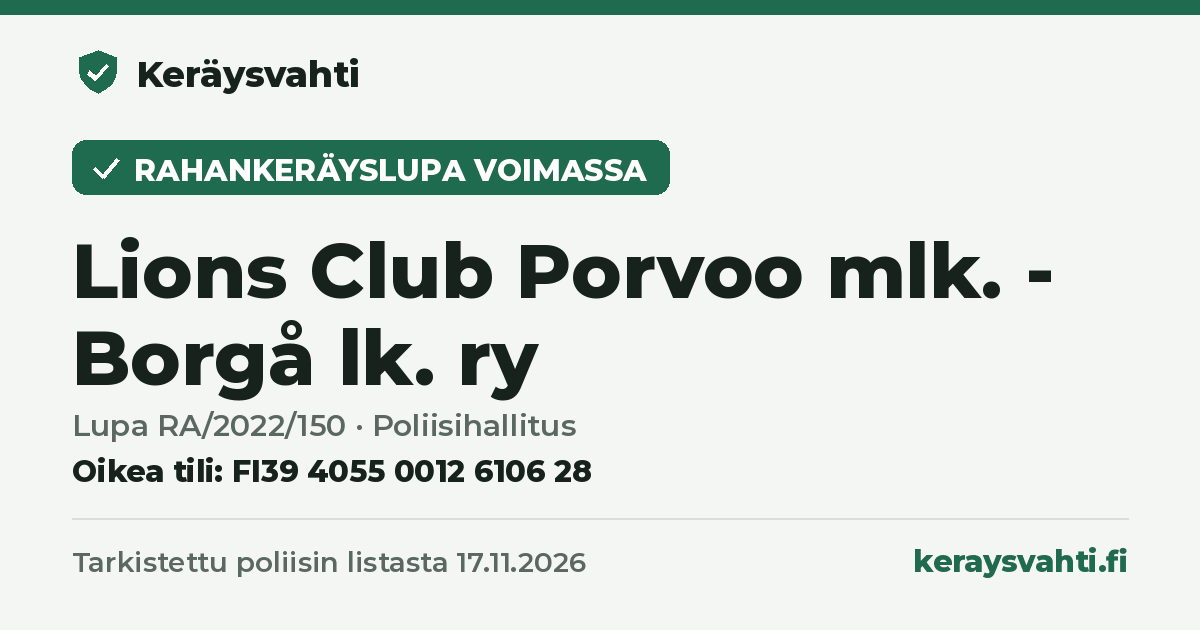 Keräysvahti
RAHANKERÄYSLUPA VOIMASSA
Lions Club Porvoo mlk. -
Borgå lk. ry
Lupa RA/2022/150 · Poliisihallitus
Oikea tili: FI39 4055 0012 6106 28
Tarkistettu poliisin listasta 17.11.2026
keraysvahti.fi